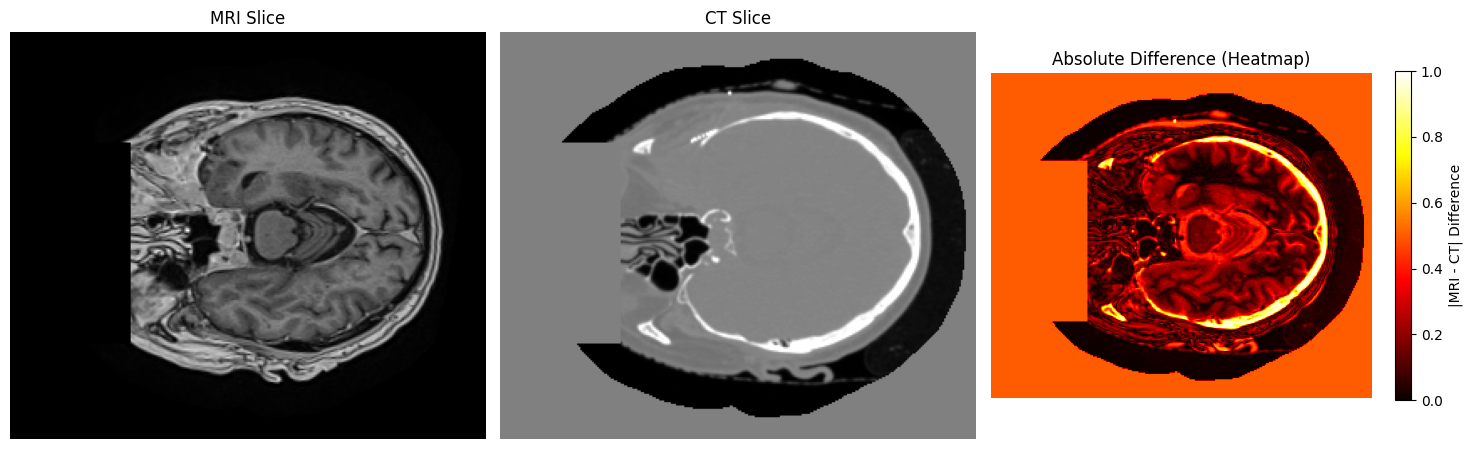 MRI Slice
CT Slice
Absolute Difference (Heatmap)
1.0
0.8
0.6
0.4
0.2
0.0
|MRI - CT| Difference